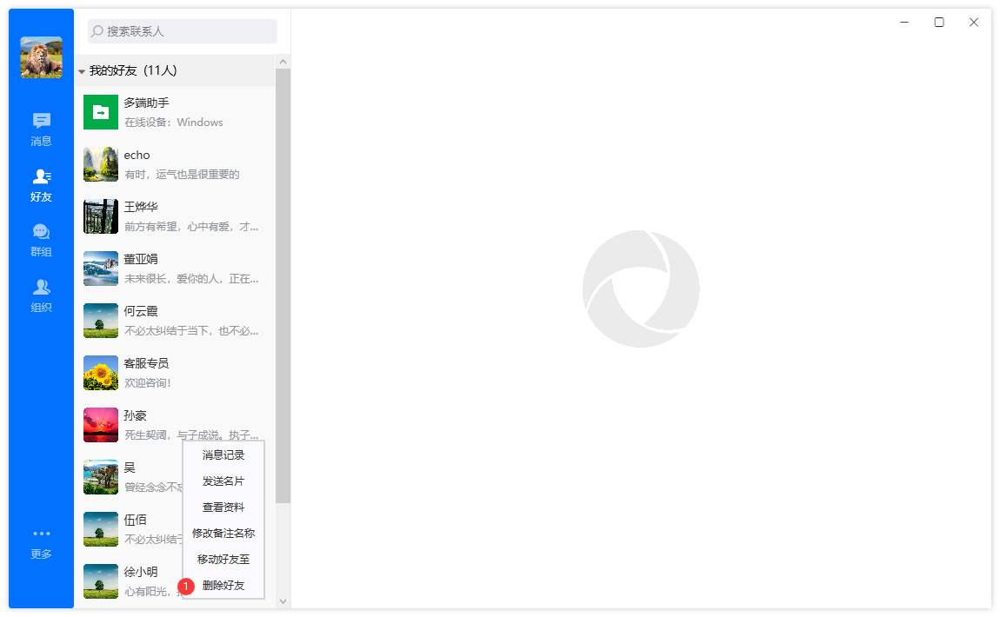 搜索联系人
消息
好友
群组
组织
更多
我的好友（11人）
多端助手
在线设备：Windows
echo
有时，运气也是很重要的
王烨华
前方有希望，心中有爱，才...
董亚娟
未来很长，爱你的人，正在...
何云霞
不必太纠结于当下，也不必...
客服专员
欢迎咨询！
孙豪
死生契阔，与子成说。执子...
吴
曾经念念不忘
伍佰
不必太纠结于
徐小明
心有阳光，
消息记录
发送名片
查看资料
修改备注名称
移动好友至
1 删除好友